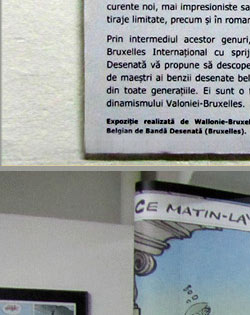 curente noi, mai impresioniste sa
tiraje limitate, precum și în roman
Prin intermediul acestor genuri,
Bruxelles Internațional cu sprij
Desenată vă propune să descope
de maeștri ai benzii desenate bel
din toate generațiile. Ei sunt o
dinamismului Valoniei-Bruxelles.
Expoziție realizată de Wallonie-Bruxel
Belgian de Bandă Desenată (Bruxelles).
CE MATIN-LA